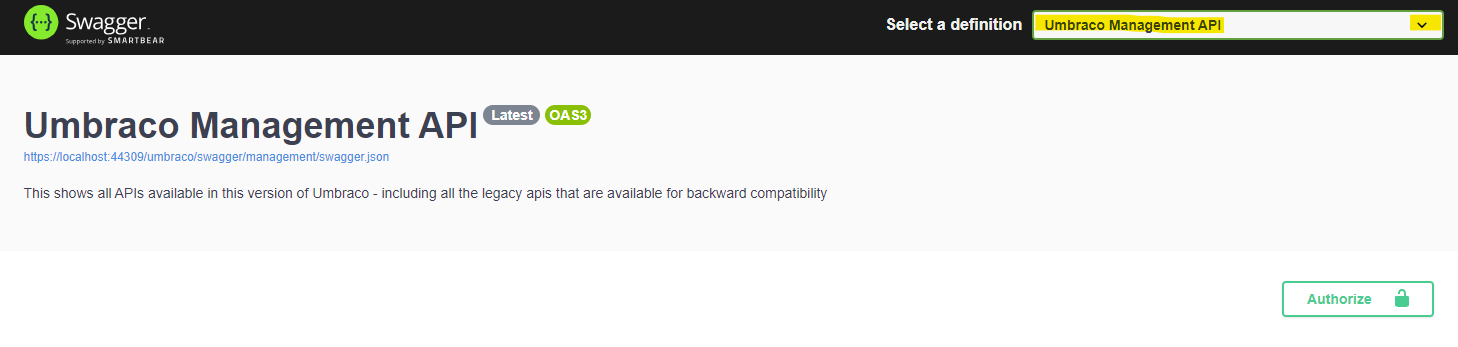 Swagger.
Supported by SMARTBEAR
Select a definition
Umbraco Management API
Umbraco Management API Latest OAS3
https://localhost:44309/umbraco/swagger/management/swagger.json
This shows all APIs available in this version of Umbraco - including all the legacy apis that are available for backward compatibility
Authorize